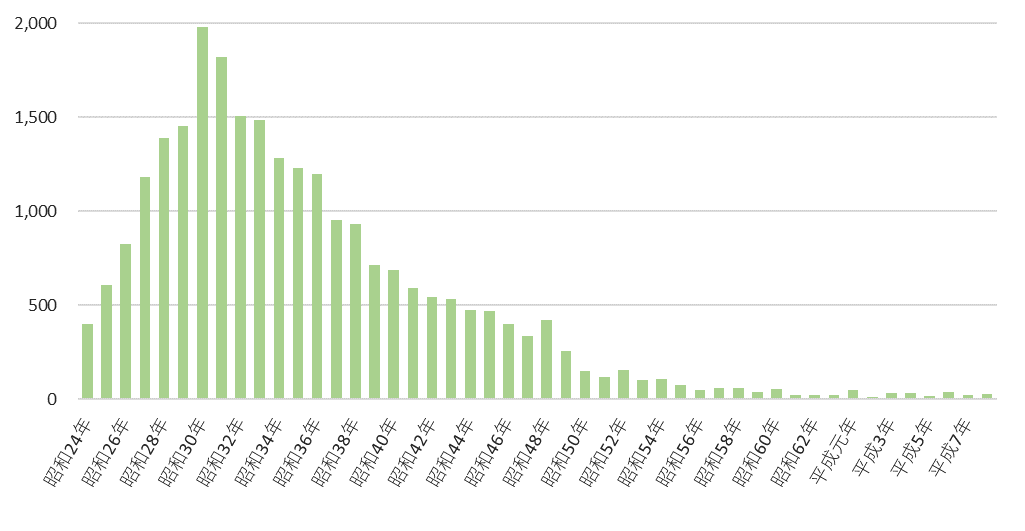 2,000
1,500
1,000
500
0
昭和24年
昭和26年
昭和28年
昭和30年
昭和32年
昭和34年
昭和36年
昭和38年
昭和40年
昭和42年
昭和44年
昭和46年
昭和48年
昭和50年
昭和52年
昭和54年
昭和56年
昭和58年
昭和60年
昭和62年
平成元年
平成3年
平成5年
平成7年